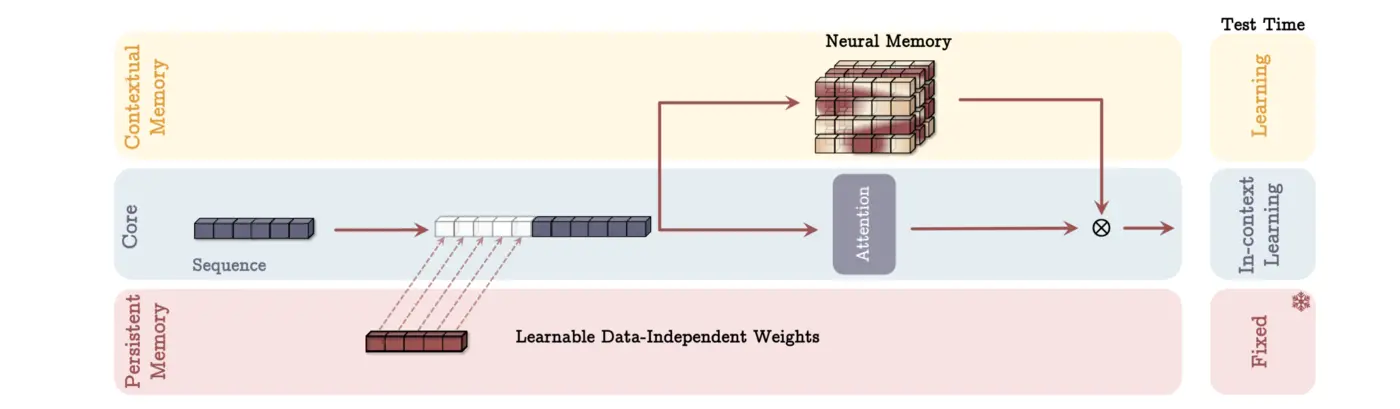 Test Time
Neural Memory
Contextual
Memory
Learning
Core
Sequence
Attention
In-context
Learning
Persistent
Memory
Learnable Data-Independent Weights
Fixed